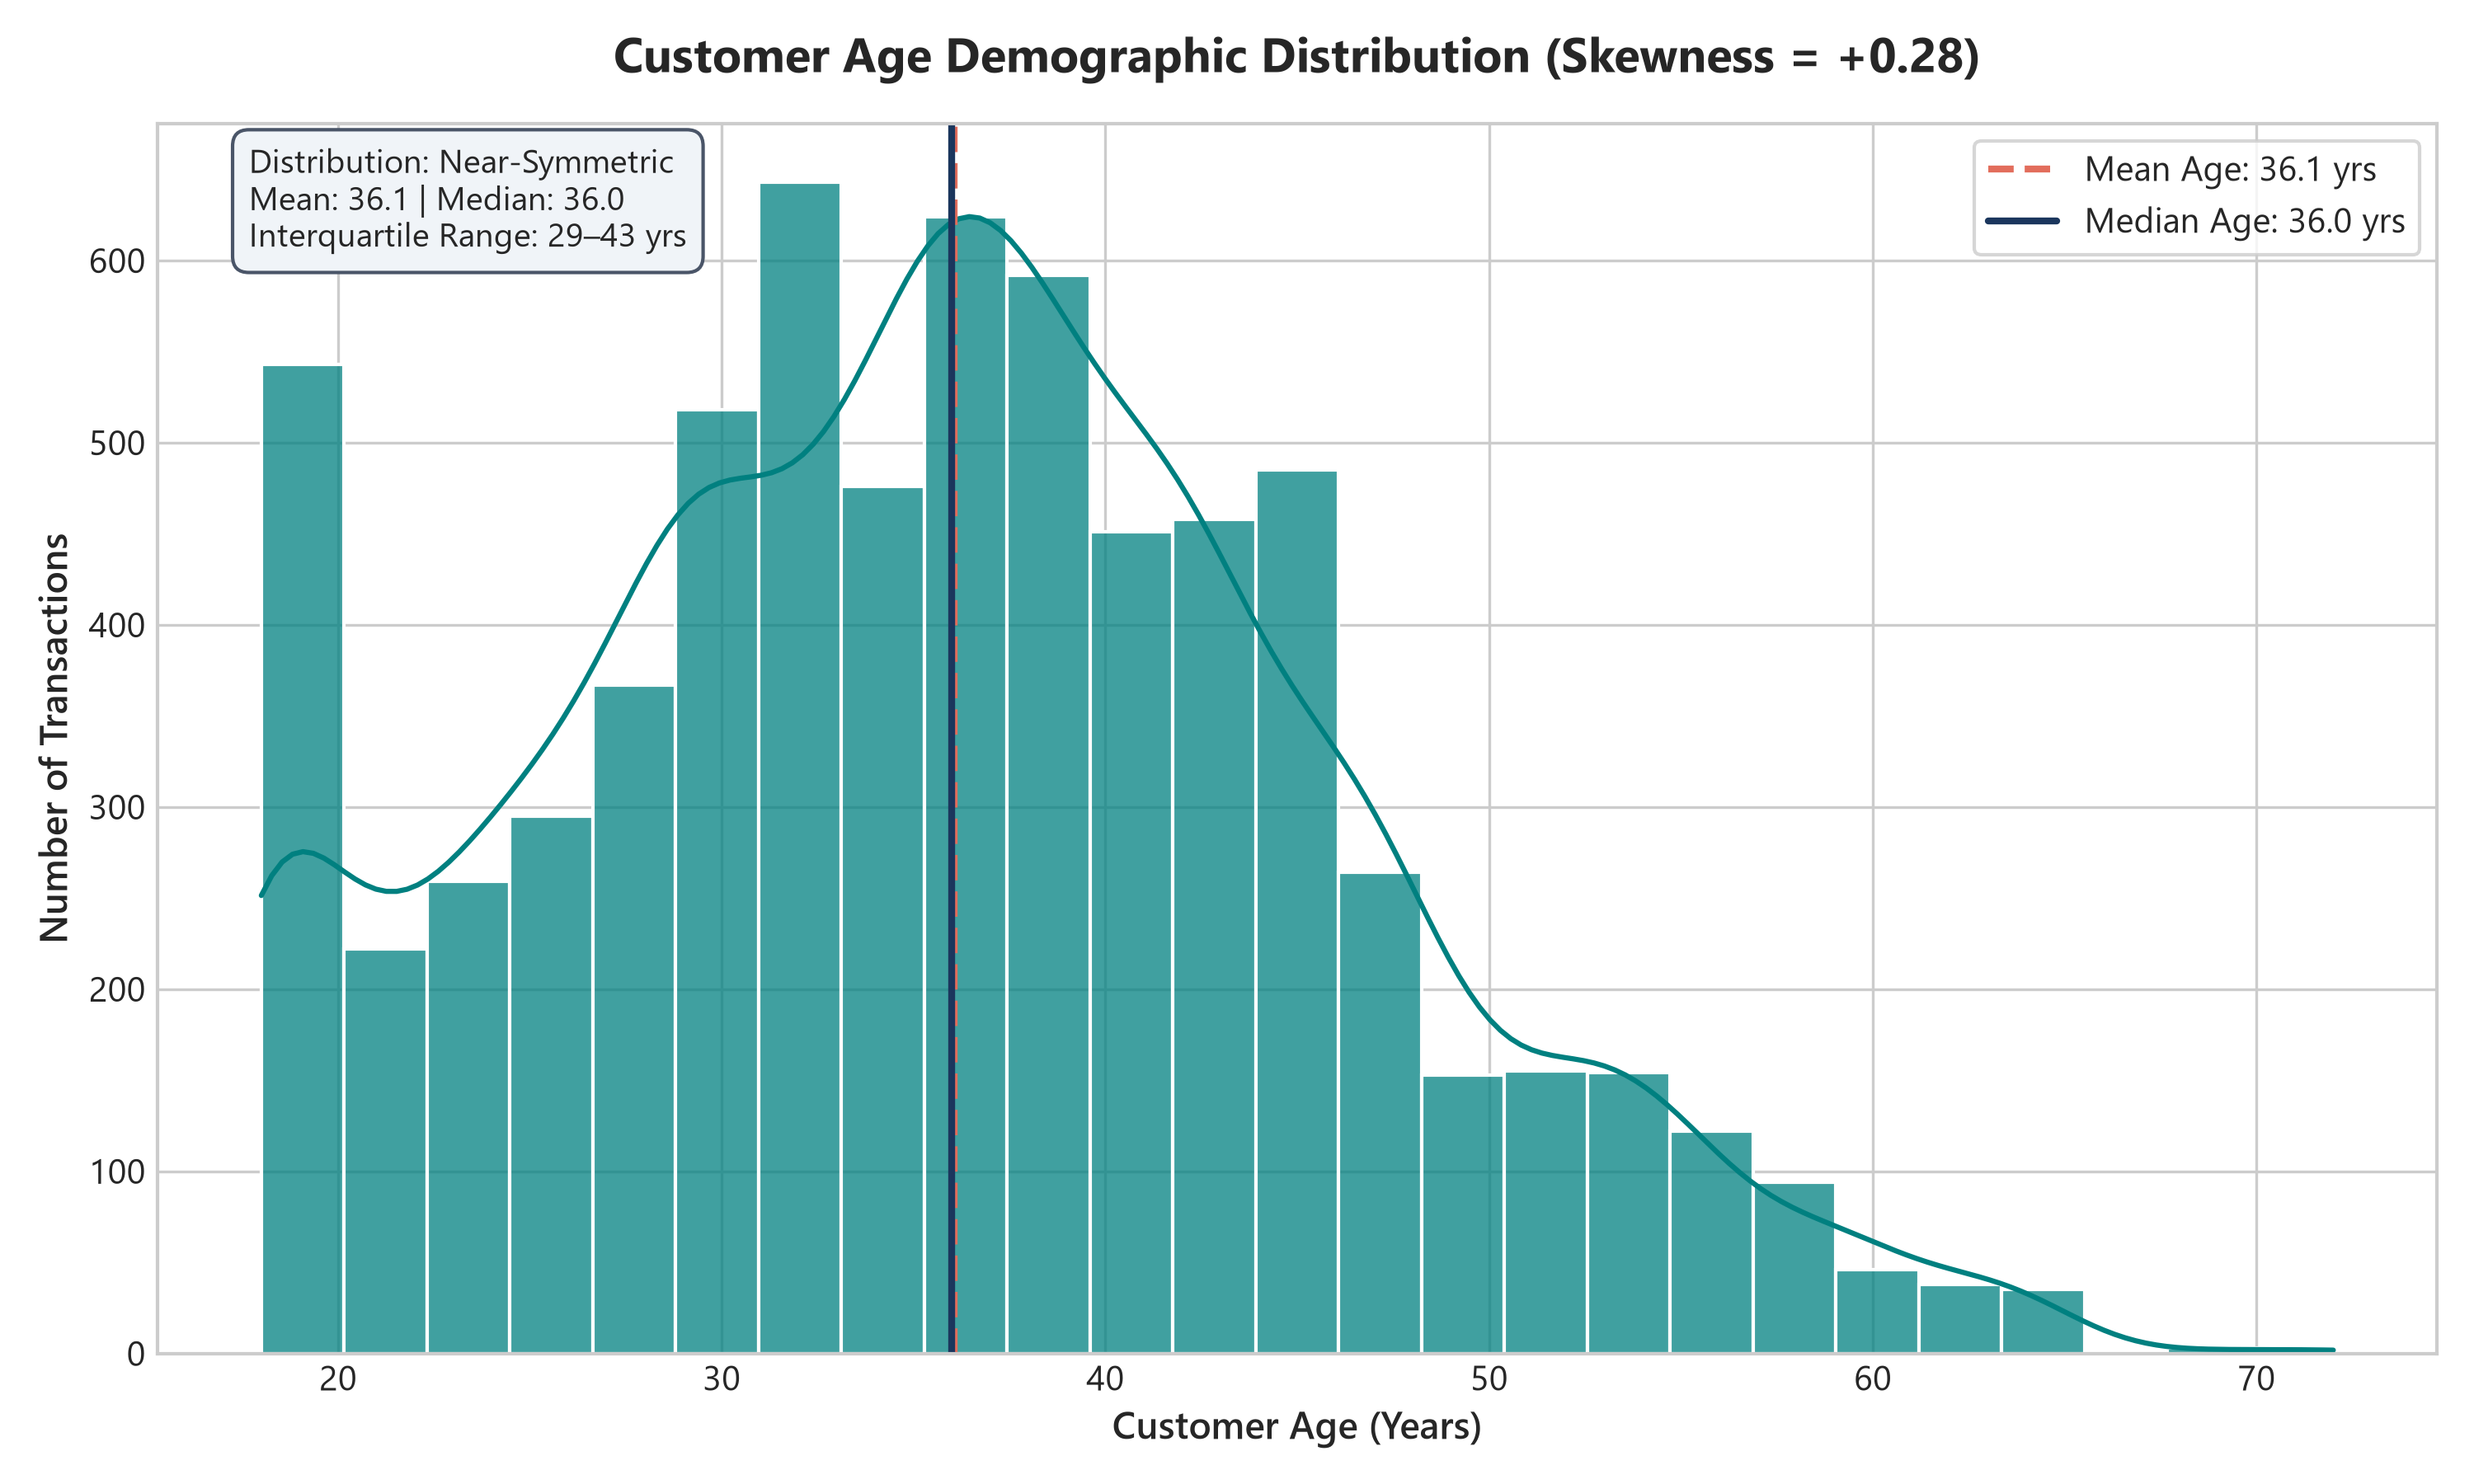 Customer Age Demographic Distribution (Skewness = +0.28)
Distribution: Near-Symmetric
Mean: 36.1 | Median: 36.0
Interquartile Range: 29–43 yrs
Mean Age: 36.1 yrs
Median Age: 36.0 yrs
Number of Transactions
600
500
400
300
200
100
0
20 30 40 50 60 70
Customer Age (Years)